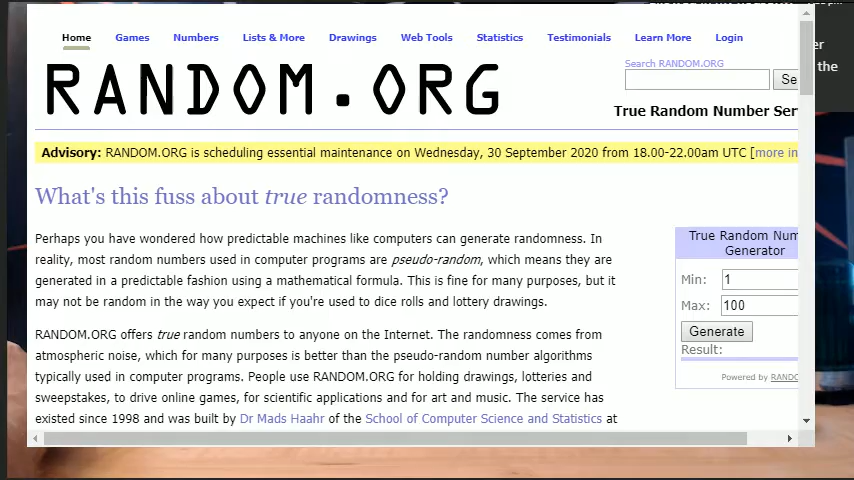 Home Games Numbers Lists & More Drawings Web Tools Statistics Testimonials Learn More Login
er
the
RANDOM.ORG
Search RANDOM.ORG
Se
True Random Number Ser
Advisory: RANDOM.ORG is scheduling essential maintenance on Wednesday, 30 September 2020 from 18.00-22.00am UTC [more in
What's this fuss about true randomness?
Perhaps you have wondered how predictable machines like computers can generate randomness. In
reality, most random numbers used in computer programs are pseudo-random, which means they are
generated in a predictable fashion using a mathematical formula. This is fine for many purposes, but it
may not be random in the way you expect if you're used to dice rolls and lottery drawings.
RANDOM.ORG offers true random numbers to anyone on the Internet. The randomness comes from
atmospheric noise, which for many purposes is better than the pseudo-random number algorithms
typically used in computer programs. People use RANDOM.ORG for holding drawings, lotteries and
sweepstakes, to drive online games, for scientific applications and for art and music. The service has
existed since 1998 and was built by Dr Mads Haahr of the School of Computer Science and Statistics at
True Random Num
Generator
Min: 1
Max: 100
Generate
Result:
Powered by RANDO